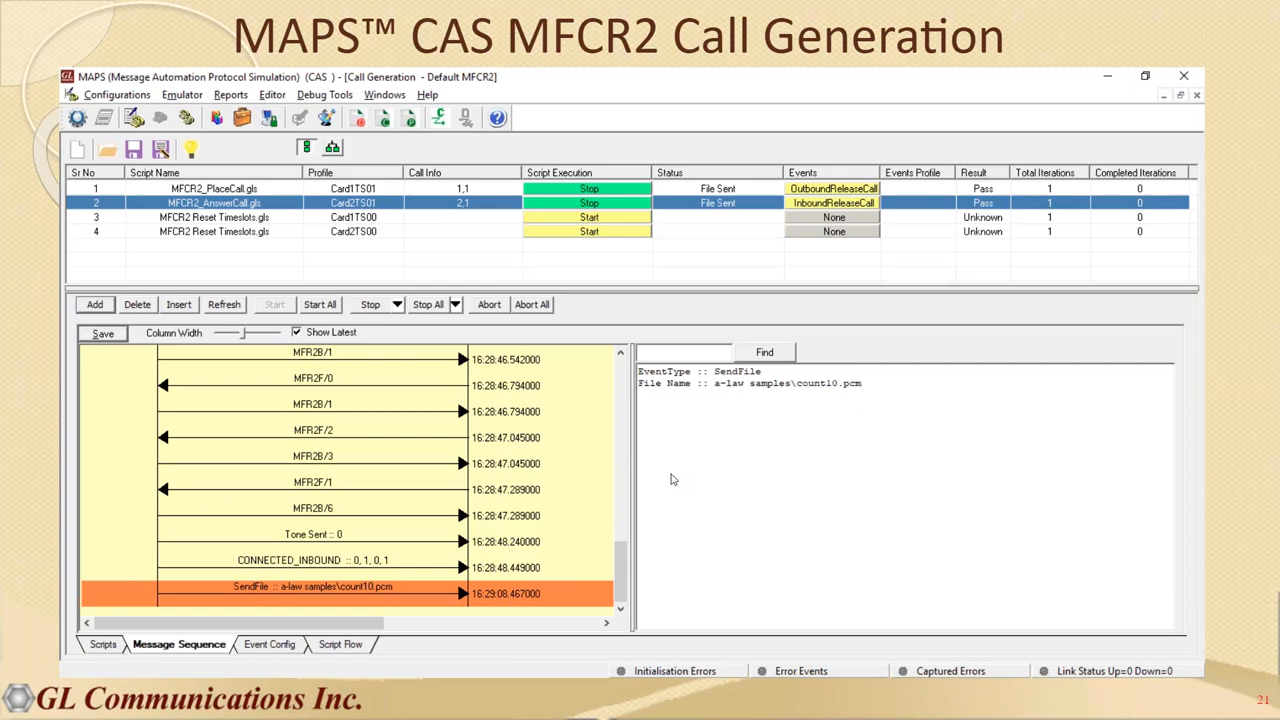 MAPS™ CAS MFCR2 Call Generation
MAPS (Message Automation Protocol Simulation) (CAS ) - [Call Generation - Default MFCR2]
Configurations Emulator Reports Editor Debug Tools Windows Help
Sr No Script Name Profile Call Info Script Execution Status Events Events Profile Result Total Iterations Completed Iterations
1 MFCR2_PlaceCall.gls Card1TS01 1,1 Stop File Sent OutboundReleaseCall Pass 1 0
2 MFCR2_AnswerCall.gls Card2TS01 2,1 Stop File Sent InboundReleaseCall Pass 1 0
3 MFCR2 Reset Timeslots.gls Card1TS00 Start None Unknown 1 0
4 MFCR2 Reset Timeslots.gls Card2TS00 Start None Unknown 1 0
Add Delete Insert Refresh Start Start All Stop Stop All Abort Abort All
Save Column Width Show Latest
Find
MFR2B/1 16:28:46.542000
MFR2F/0 16:28:46.794000
MFR2B/1 16:28:46.794000
MFR2F/2 16:28:47.045000
MFR2B/3 16:28:47.045000
MFR2F/1 16:28:47.289000
MFR2B/6 16:28:47.289000
Tone Sent :: 0 16:28:48.240000
CONNECTED_INBOUND :: 0, 1, 0, 1 16:28:48.449000
SendFile :: a-law samples\count10.pcm 16:29:08.467000
EventType :: SendFile
File Name :: a-law samples\count10.pcm
Scripts Message Sequence Event Config Script Flow
Initialisation Errors Error Events Captured Errors Link Status Up=0 Down=0
GL Communications Inc.
21